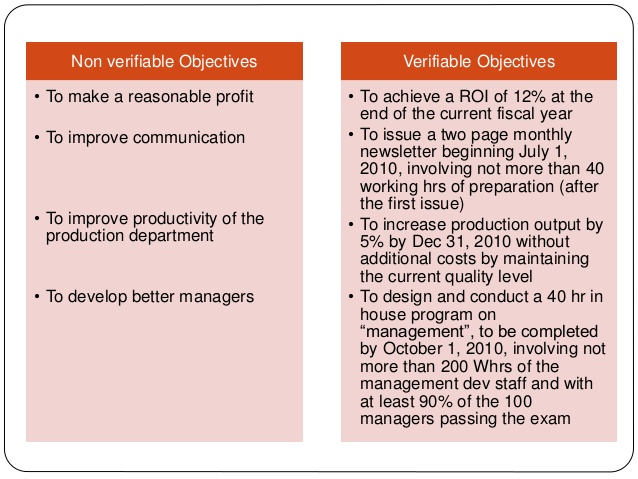 Non verifiable Objectives
• To make a reasonable profit
• To improve communication
• To improve productivity of the
production department
• To develop better managers
Verifiable Objectives
• To achieve a ROI of 12% at the
end of the current fiscal year
• To issue a two page monthly
newsletter beginning July 1,
2010, involving not more than 40
working hrs of preparation (after
the first issue)
• To increase production output by
5% by Dec 31, 2010 without
additional costs by maintaining
the current quality level
• To design and conduct a 40 hr in
house program on
“management”, to be completed
by October 1, 2010, involving not
more than 200 Whrs of the
management dev staff and with
at least 90% of the 100
managers passing the exam